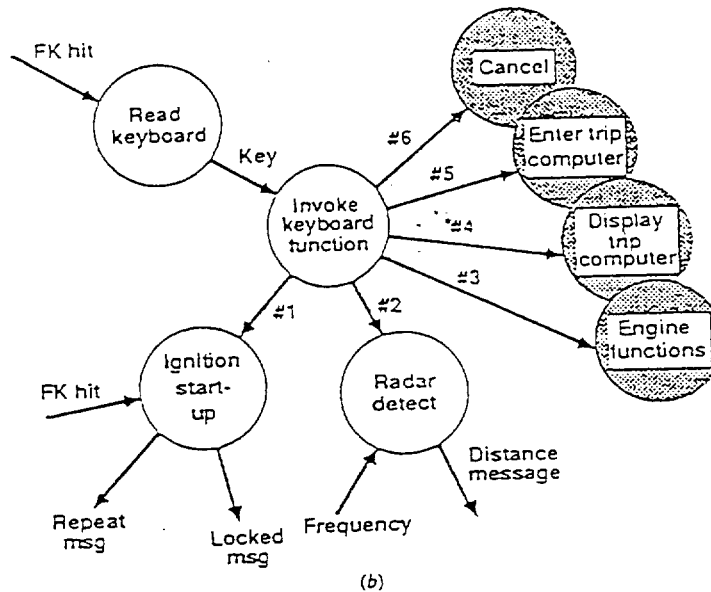 FK hit
Read
keyboard
Key
Invoke
keyboard
function
#6
Cancel
#5
Enter trip
computer
#4
Display
trip
computer
#3
Engine
functions
#1
#2
Ignition
start-
up
FK hit
Radar
detect
Repeat
msg
Locked
msg
Frequency
Distance
message
(b)